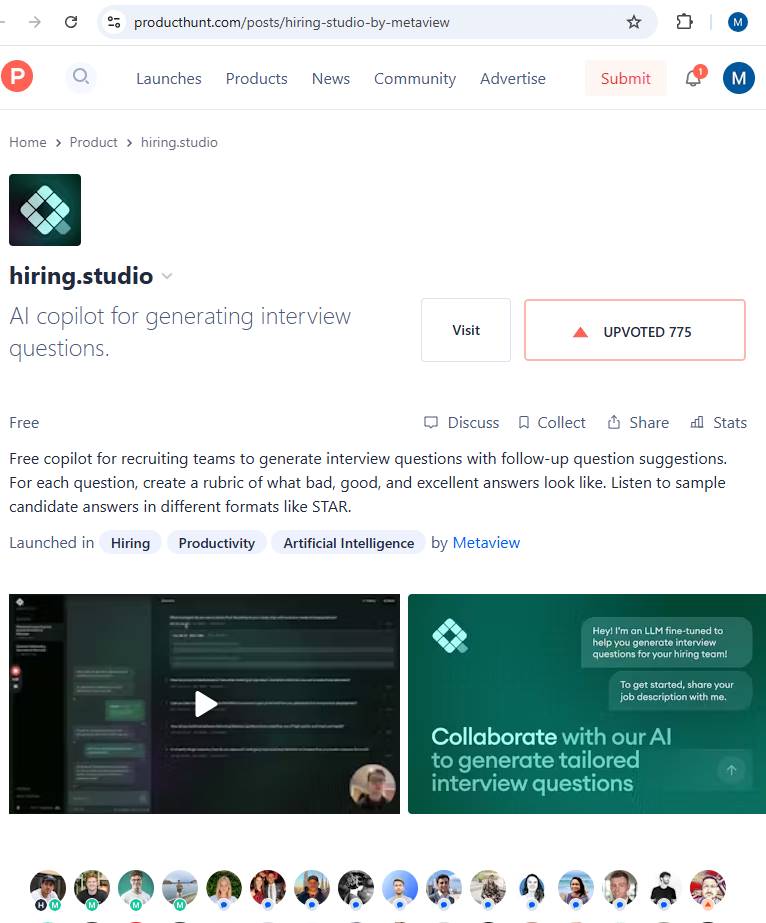 producthunt.com/posts/hiring-studio-by-metaview
M
P
Launches Products News Community Advertise Submit 1 M
Home > Product > hiring.studio
hiring.studio
AI copilot for generating interview
questions.
Visit
UPVOTED 775
Free
Discuss Collect Share Stats
Free copilot for recruiting teams to generate interview questions with follow-up question suggestions.
For each question, create a rubric of what bad, good, and excellent answers look like. Listen to sample
candidate answers in different formats like STAR.
Launched in Hiring Productivity Artificial Intelligence by Metaview
Hey! I'm an LLM fine-tuned to
help you generate interview
questions for your hiring team!
To get started, share your
job description with me.
Collaborate with our AI
to generate tailored
interview questions
H M M M M